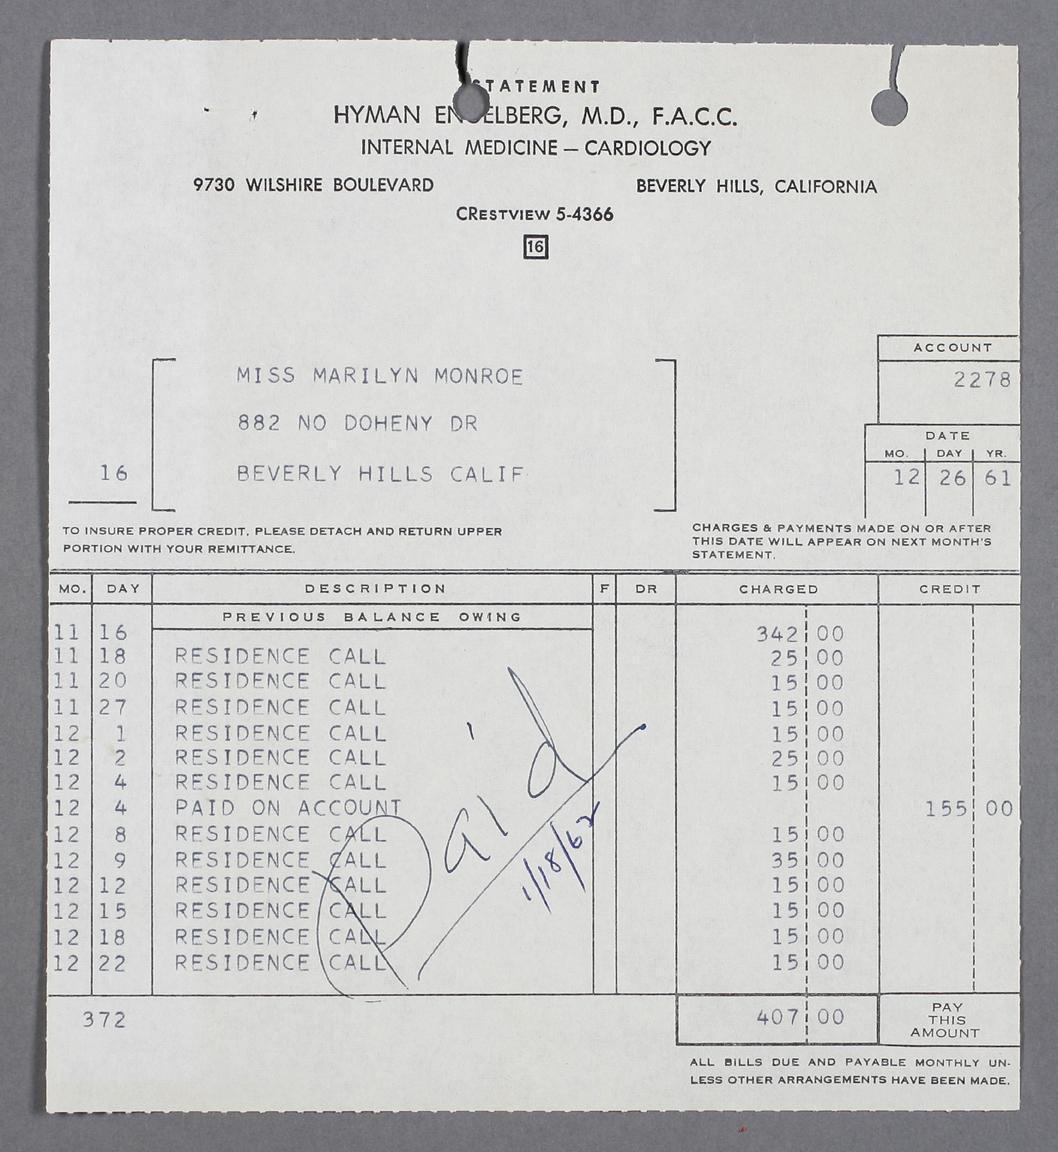 STATEMENT
HYMAN ENGELBERG, M.D., F.A.C.C.
INTERNAL MEDICINE — CARDIOLOGY
9730 WILSHIRE BOULEVARD BEVERLY HILLS, CALIFORNIA
CRESTVIEW 5-4366
16
ACCOUNT
2278
MISS MARILYN MONROE
882 NO DOHENY DR
16 BEVERLY HILLS CALIF
DATE
MO. DAY YR.
12 26 61
TO INSURE PROPER CREDIT, PLEASE DETACH AND RETURN UPPER
PORTION WITH YOUR REMITTANCE.
CHARGES & PAYMENTS MADE ON OR AFTER
THIS DATE WILL APPEAR ON NEXT MONTH'S
STATEMENT.
MO. DAY DESCRIPTION F DR CHARGED CREDIT
PREVIOUS BALANCE OWING
11 16 342 00
11 18 RESIDENCE CALL 25 00
11 20 RESIDENCE CALL 15 00
11 27 RESIDENCE CALL 15 00
12 1 RESIDENCE CALL 15 00
12 2 RESIDENCE CALL 25 00
12 4 RESIDENCE CALL 15 00
12 4 PAID ON ACCOUNT 155 00
12 8 RESIDENCE CALL 15 00
12 9 RESIDENCE CALL 35 00
12 12 RESIDENCE CALL 15 00
12 15 RESIDENCE CALL 15 00
12 18 RESIDENCE CALL 15 00
12 22 RESIDENCE CALL 15 00
Paid
1/18/62
372 407 00 PAY
THIS
AMOUNT
ALL BILLS DUE AND PAYABLE MONTHLY UN-
LESS OTHER ARRANGEMENTS HAVE BEEN MADE.